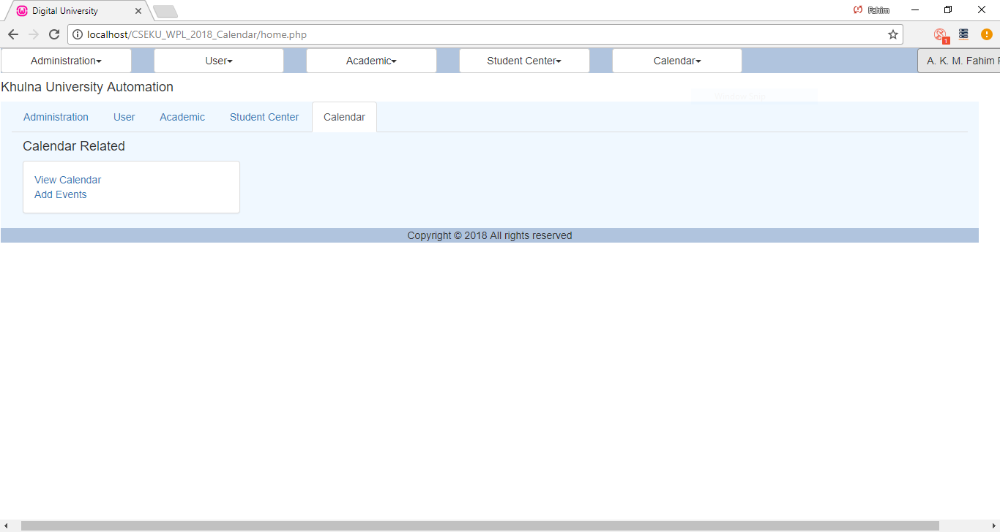 Digital University
Fahim
localhost/CSEKU_WPL_2018_Calendar/home.php
1
Administration
User
Academic
Student Center
Calendar
A. K. M. Fahim
Khulna University Automation
Window Snip
Administration
User
Academic
Student Center
Calendar
Calendar Related
View Calendar
Add Events
Copyright © 2018 All rights reserved